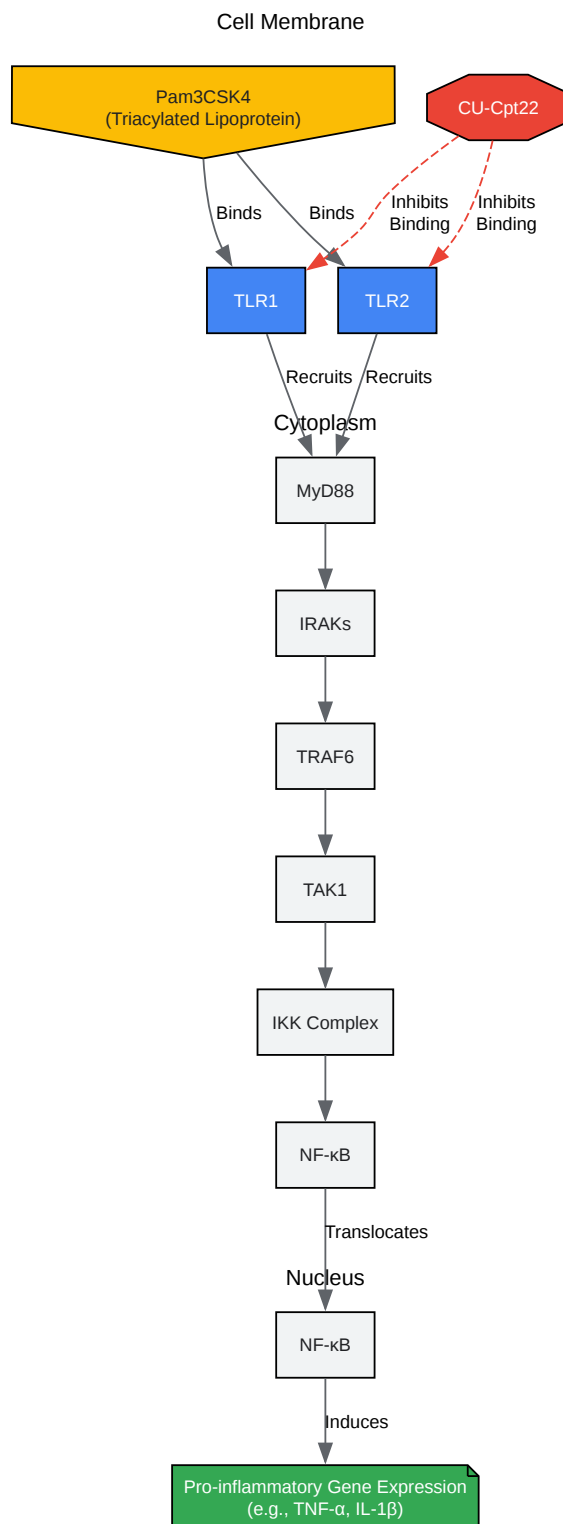 Cell Membrane
Pam3CSK4
(Triacylated Lipoprotein)
CU-Cpt22
Binds
Binds
Inhibits
Binding
Inhibits
Binding
TLR1
TLR2
Recruits
Recruits
Cytoplasm
MyD88
IRAKs
TRAF6
TAK1
IKK Complex
NF-κB
Translocates
Nucleus
NF-κB
Induces
Pro-inflammatory Gene Expression
(e.g., TNF-α, IL-1β)